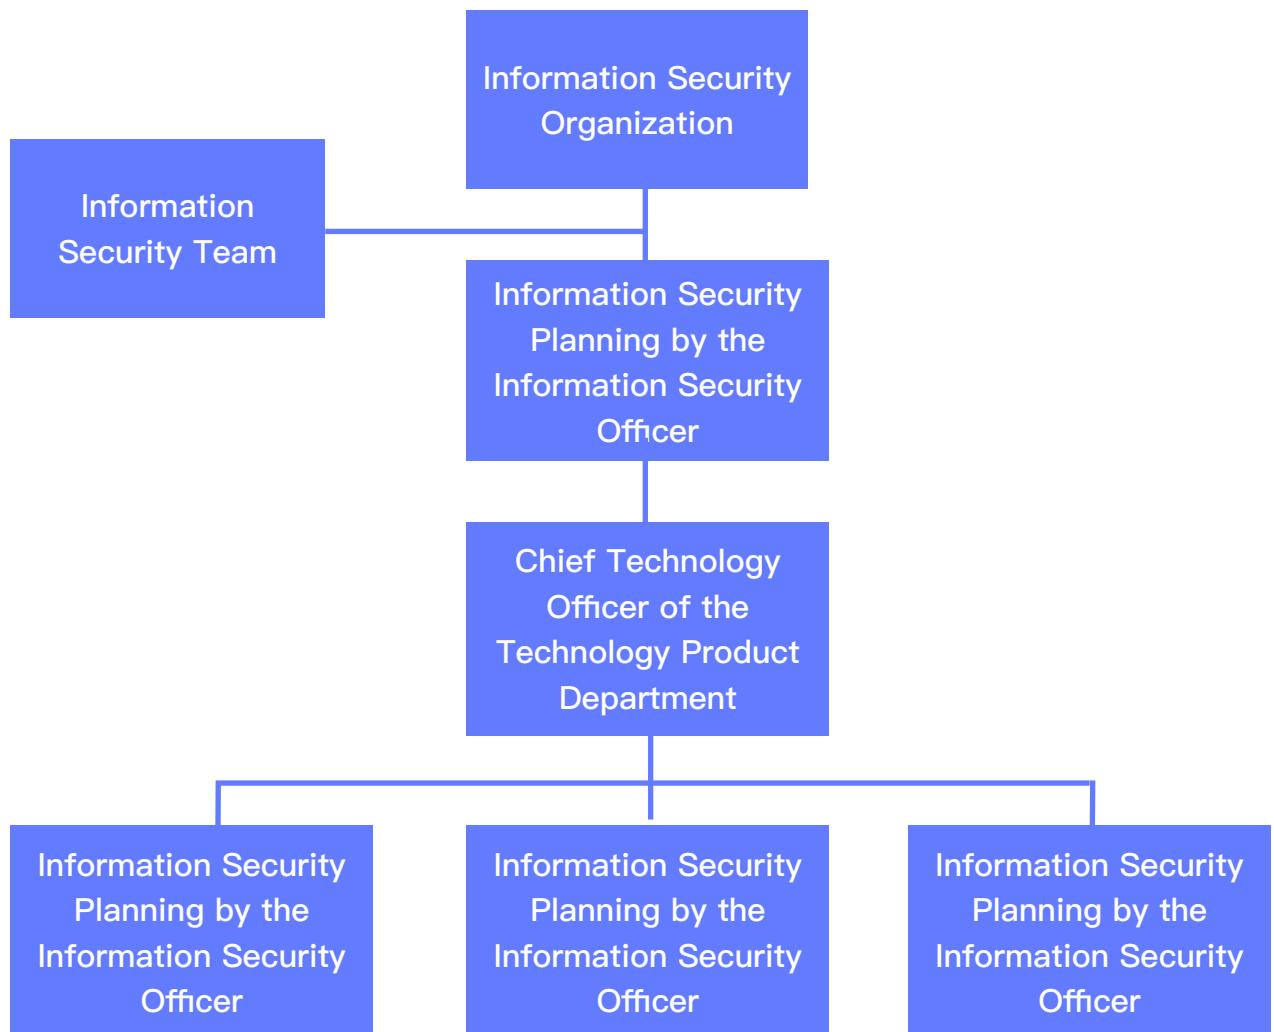 Information Security
Organization
Information
Security Team
Information Security
Planning by the
Information Security
Officer
Chief Technology
Officer of the
Technology Product
Department
Information Security
Planning by the
Information Security
Officer
Information Security
Planning by the
Information Security
Officer
Information Security
Planning by the
Information Security
Officer